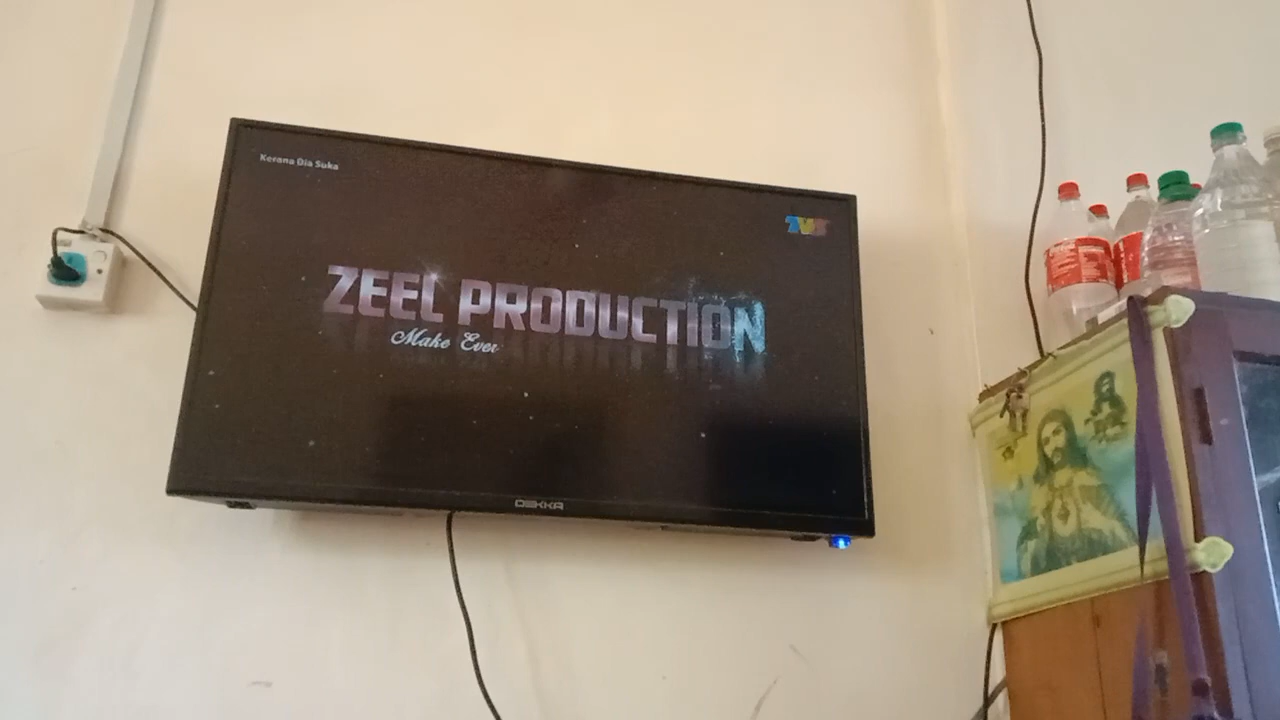 Kerana Dia Suka
TV3
ZEEL PRODUCTION
Make Ever
DEKKA